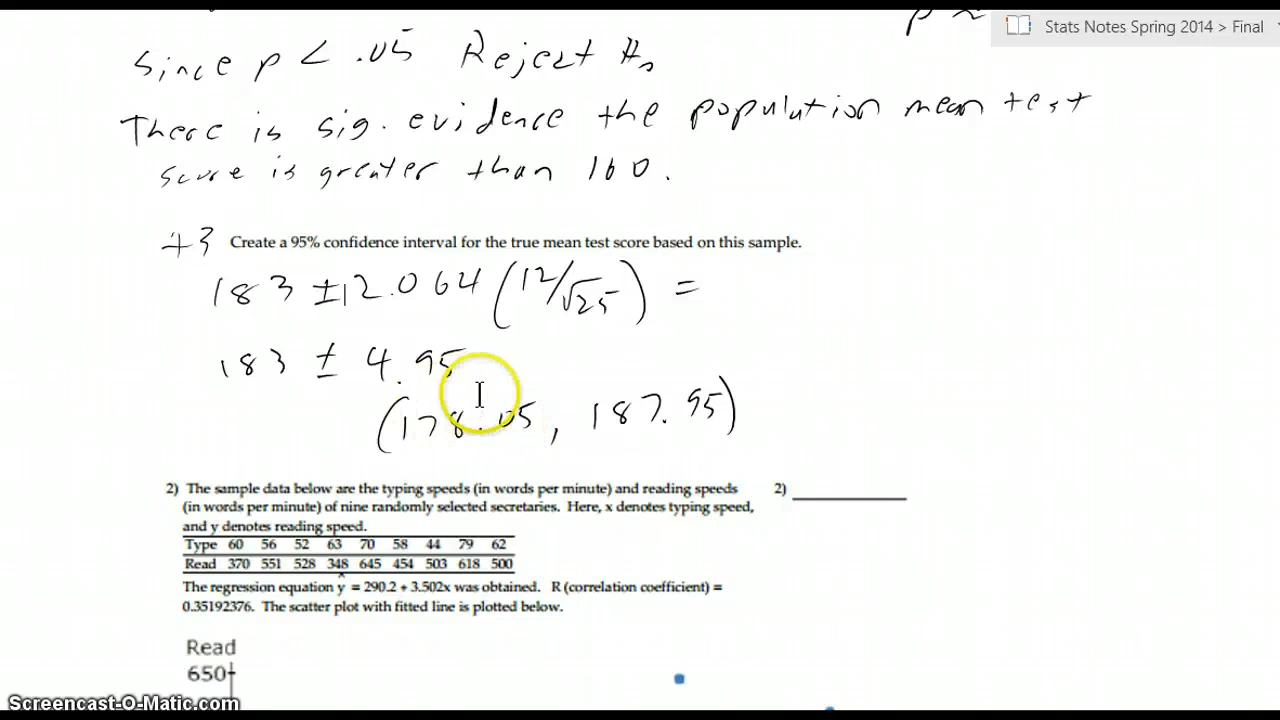 p ≈
Stats Notes Spring 2014 > Final
Since p < .05 Reject H₀
There is sig. evidence the population mean test
score is greater than 160.
+3 Create a 95% confidence interval for the true mean test score based on this sample.
183 ± 2.064 (12/√25) =
183 ± 4.95
(178.05, 187.95)
2) The sample data below are the typing speeds (in words per minute) and reading speeds 2)
(in words per minute) of nine randomly selected secretaries. Here, x denotes typing speed,
and y denotes reading speed.
Type 60 56 52 63 70 58 44 79 62
Read 370 551 528 348 645 454 503 618 500
The regression equation ŷ = 290.2 + 3.502x was obtained. R (correlation coefficient) =
0.35192376. The scatter plot with fitted line is plotted below.
Read
650
Screencast-O-Matic.com